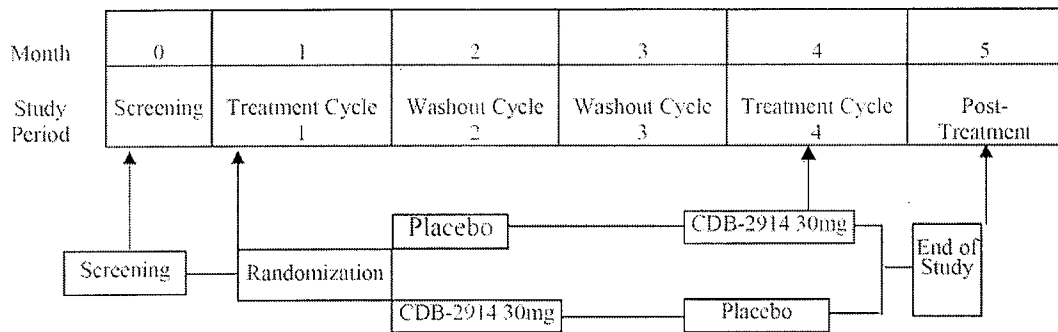 Month 0 1 2 3 4 5
Study Period
Screening
Treatment Cycle 1
Washout Cycle 2
Washout Cycle 3
Treatment Cycle 4
Post-Treatment
Placebo
CDB-2914 30mg
Screening
Randomization
End of Study
CDB-2914 30mg
Placebo